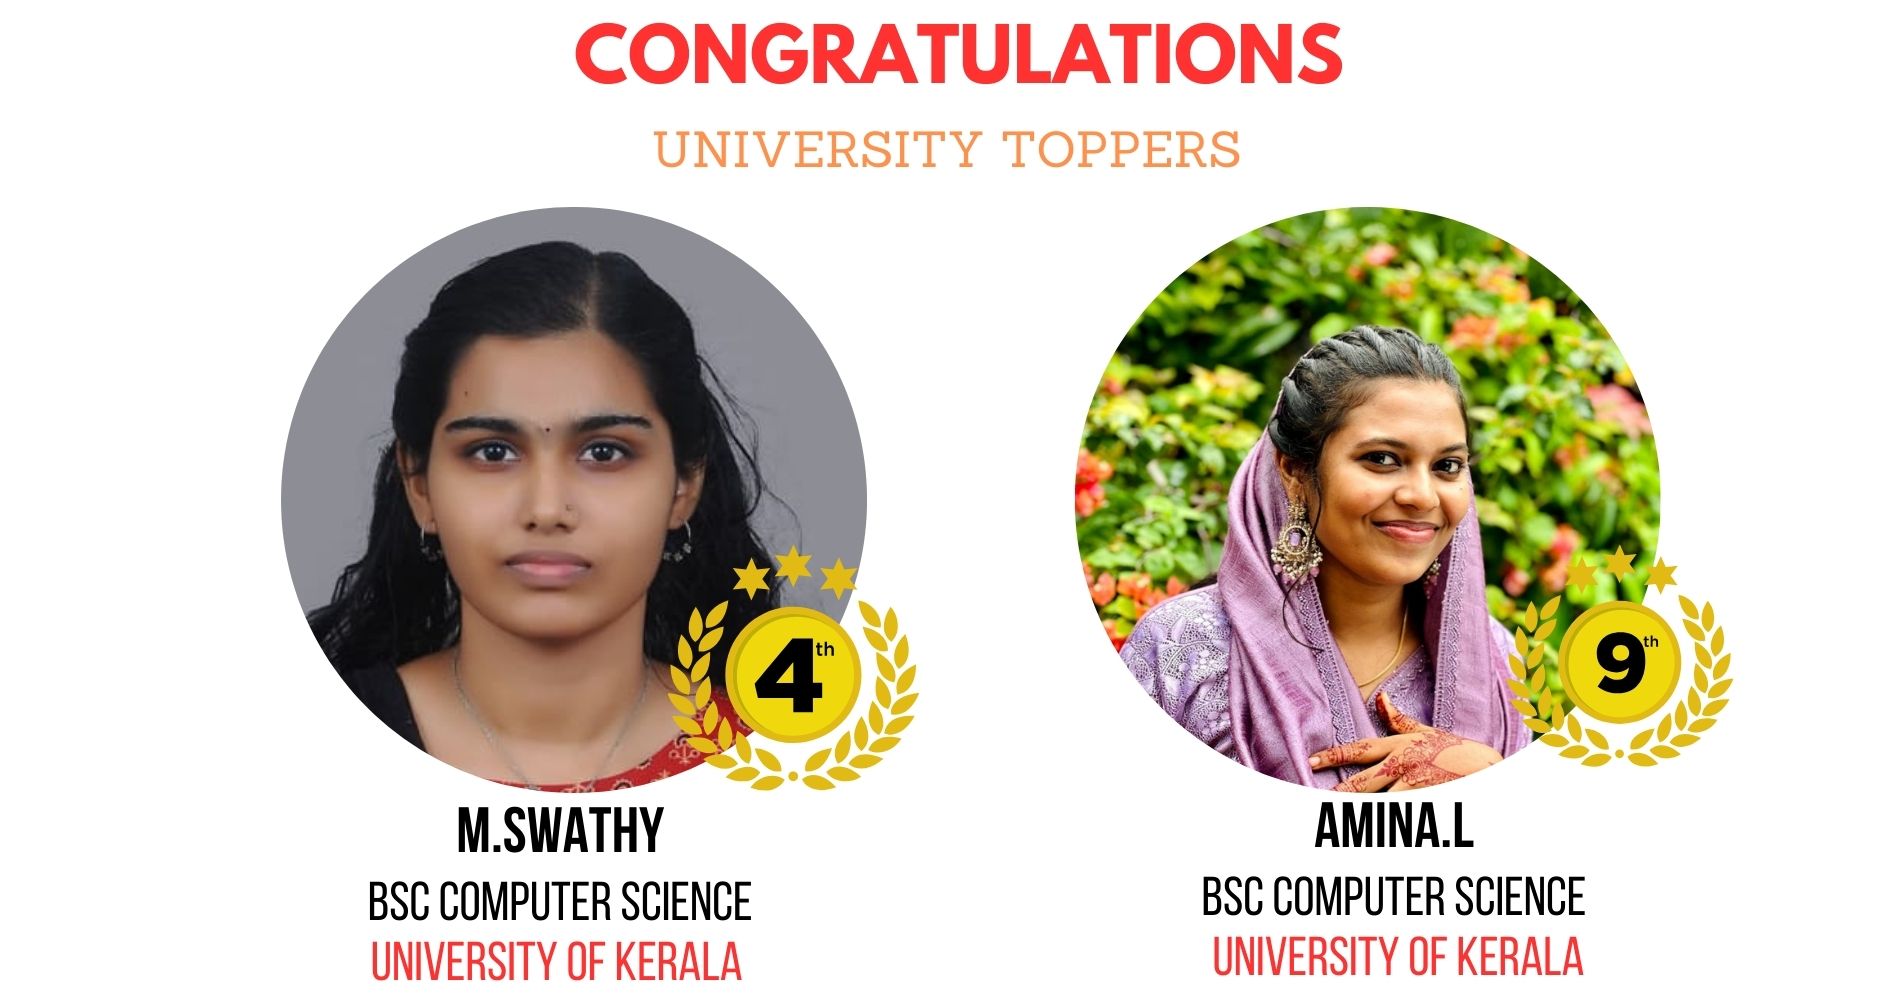 CONGRATULATIONS
UNIVERSITY TOPPERS
4th
M.SWATHY
BSC COMPUTER SCIENCE
UNIVERSITY OF KERALA
9th
AMINA.L
BSC COMPUTER SCIENCE
UNIVERSITY OF KERALA